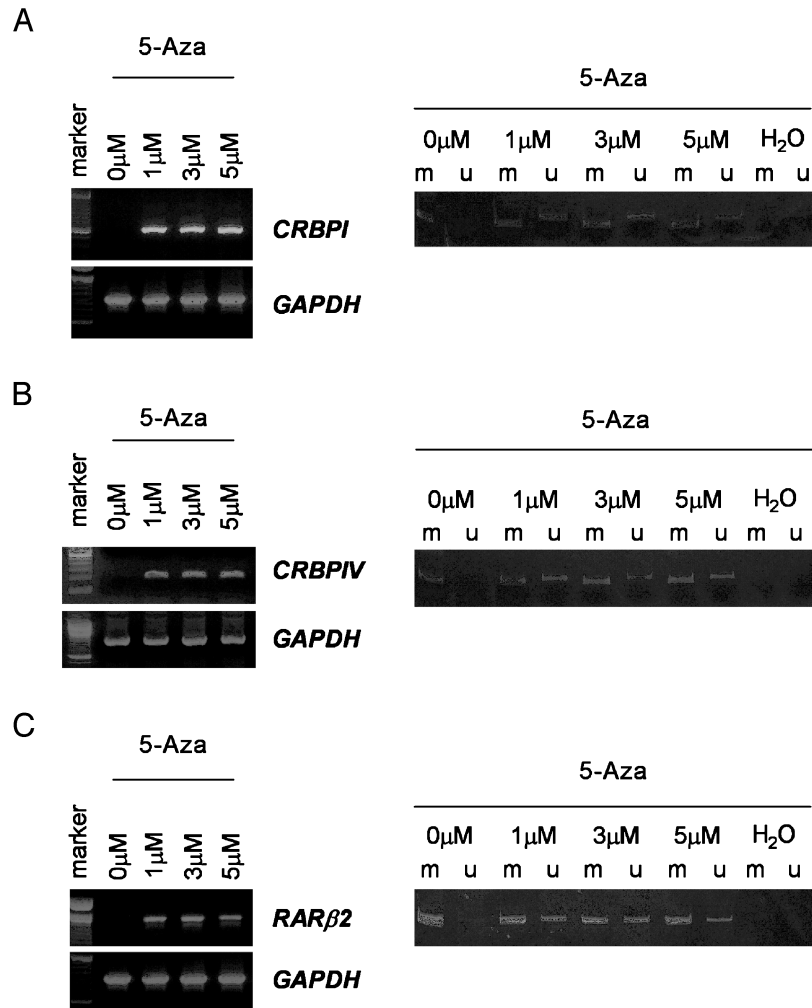 A
5-Aza
marker
0µM
1µM
3µM
5µM
CRBPI
GAPDH
5-Aza
0µM 1µM 3µM 5µM H₂O
m u m u m u m u m u
B
5-Aza
marker
0µM
1µM
3µM
5µM
CRBPIV
GAPDH
5-Aza
0µM 1µM 3µM 5µM H₂O
m u m u m u m u m u
C
5-Aza
marker
0µM
1µM
3µM
5µM
RARβ2
GAPDH
5-Aza
0µM 1µM 3µM 5µM H₂O
m u m u m u m u m u